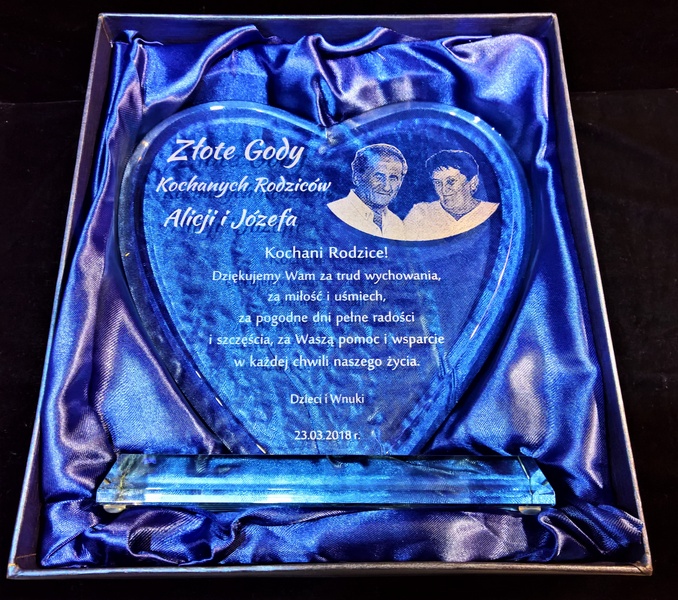 Złote Gody
Kochanych Rodziców
Alicji i Józefa
Kochani Rodzice!
Dziękujemy Wam za trud wychowania,
za miłość i uśmiech,
za pogodne dni pełne radości
i szczęścia, za Waszą pomoc i wsparcie
w każdej chwili naszego życia.
Dzieci i Wnuki
23.03.2018 r.